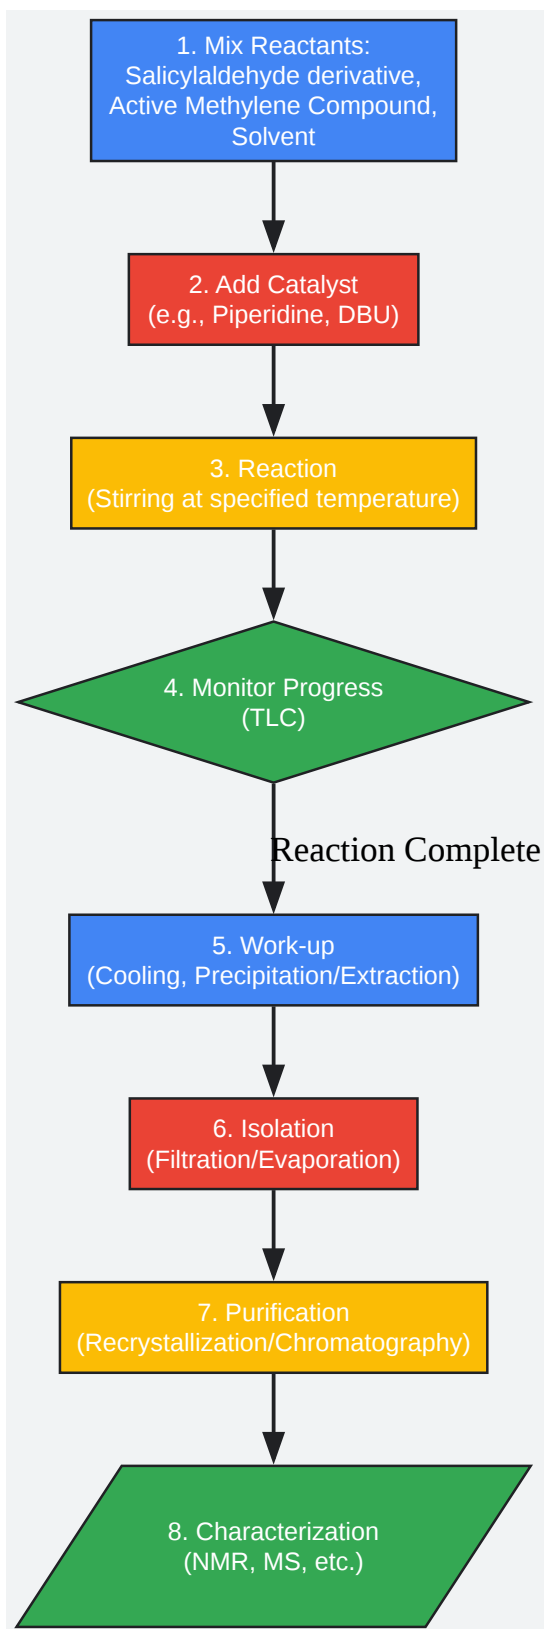 1. Mix Reactants:
Salicylaldehyde derivative,
Active Methylene Compound,
Solvent
2. Add Catalyst
(e.g., Piperidine, DBU)
3. Reaction
(Stirring at specified temperature)
4. Monitor Progress
(TLC)
Reaction Complete
5. Work-up
(Cooling, Precipitation/Extraction)
6. Isolation
(Filtration/Evaporation)
7. Purification
(Recrystallization/Chromatography)
8. Characterization
(NMR, MS, etc.)